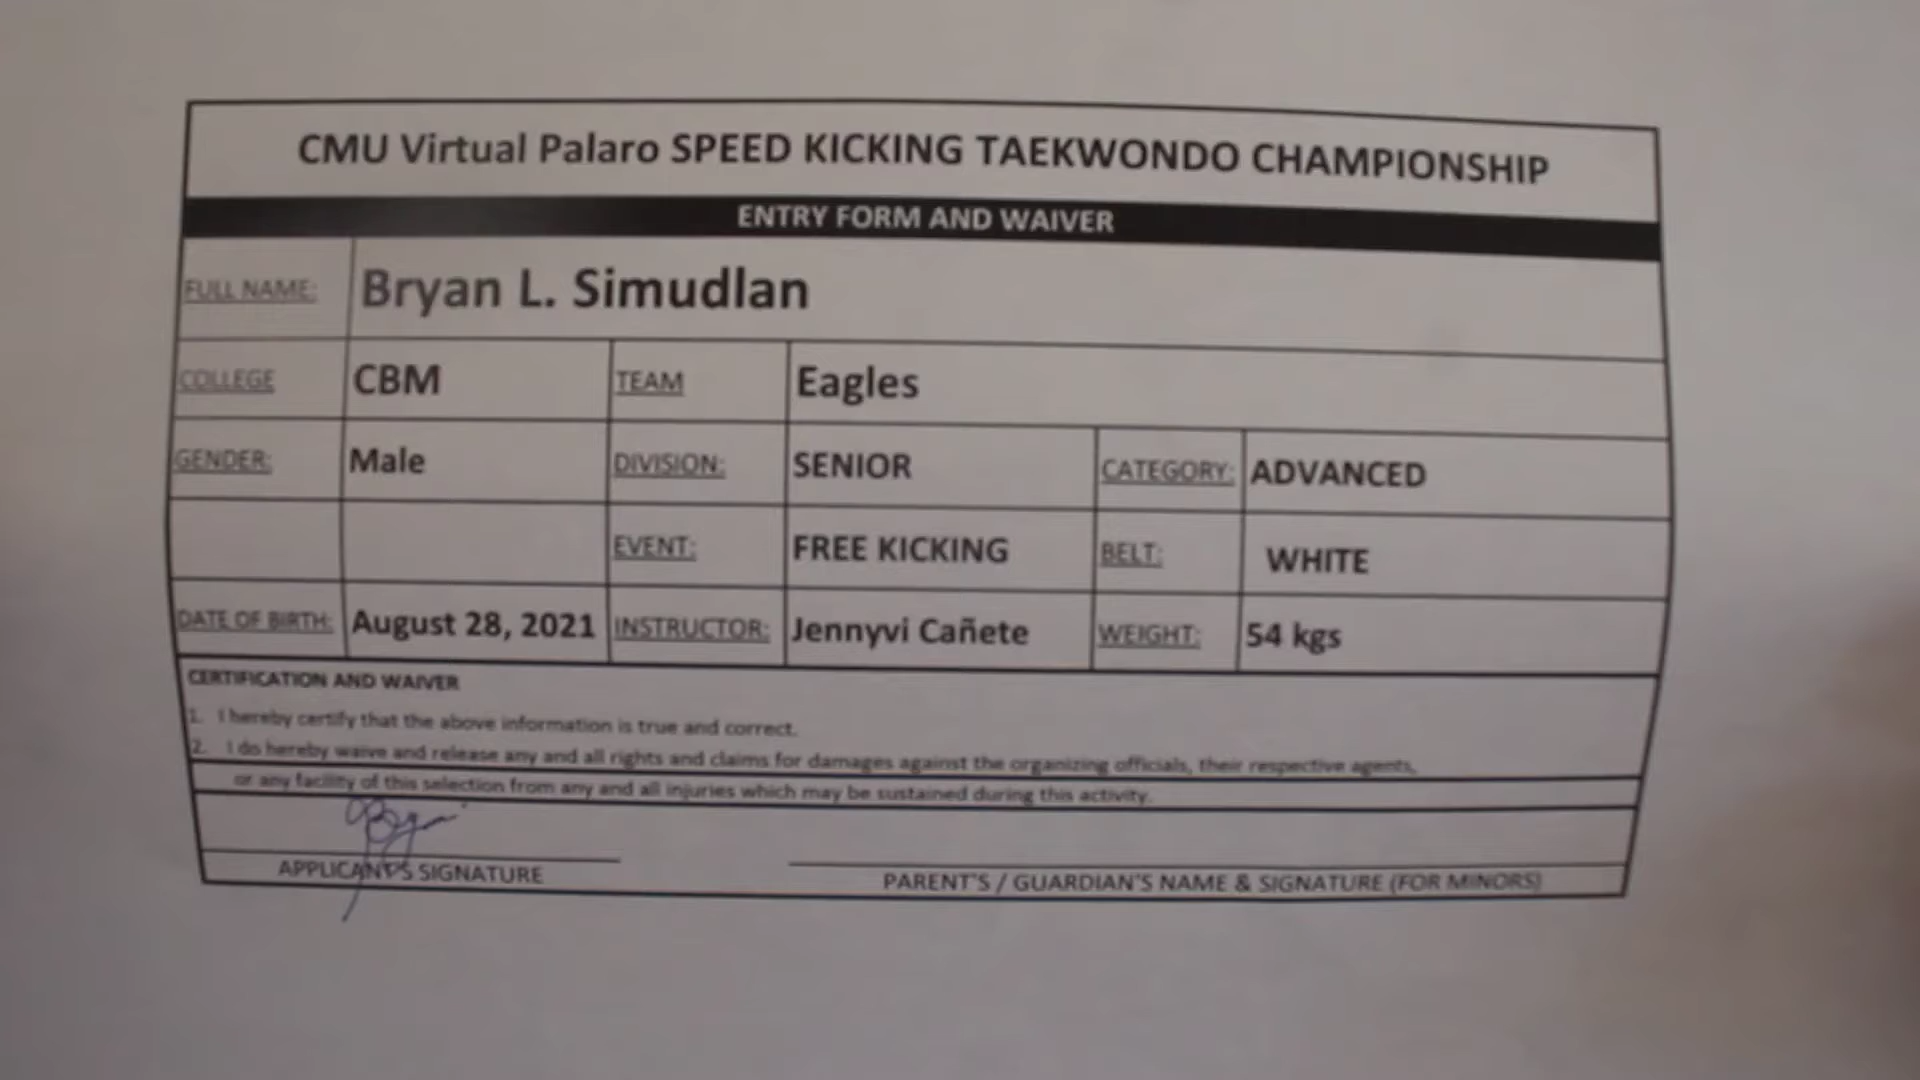 CMU Virtual Palaro SPEED KICKING TAEKWONDO CHAMPIONSHIP
ENTRY FORM AND WAIVER
FULL NAME: Bryan L. Simudlan
COLLEGE CBM TEAM Eagles
GENDER: Male DIVISION: SENIOR CATEGORY: ADVANCED
EVENT: FREE KICKING BELT: WHITE
DATE OF BIRTH: August 28, 2021 INSTRUCTOR: Jennyvi Cañete WEIGHT: 54 kgs
CERTIFICATION AND WAIVER
1. I hereby certify that the above information is true and correct.
2. I do hereby waive and release any and all rights and claims for damages against the organizing officials, their respective agents,
or any facility of this selection from any and all injuries which may be sustained during this activity.
APPLICANT'S SIGNATURE PARENT'S / GUARDIAN'S NAME & SIGNATURE (FOR MINORS)